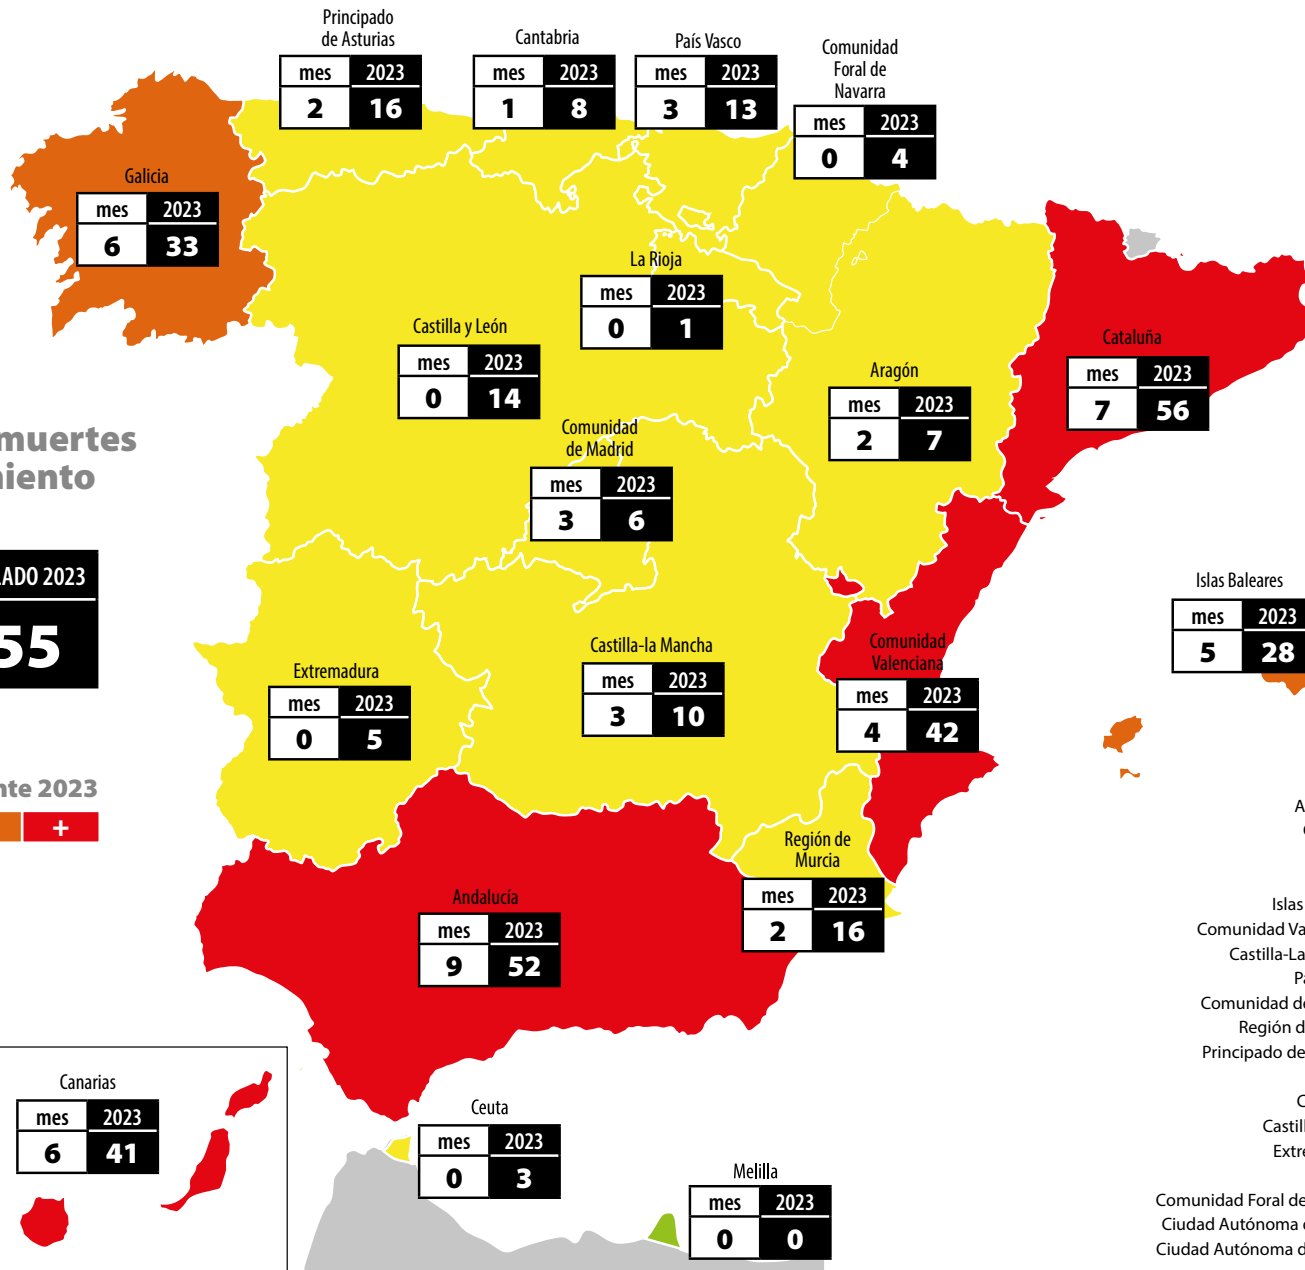 Principado
de Asturias
mes 2023
2 16
Cantabria
mes 2023
1 8
País Vasco
mes 2023
3 13
Comunidad
Foral de
Navarra
mes 2023
0 4
Galicia
mes 2023
6 33
La Rioja
mes 2023
0 1
Castilla y León
mes 2023
0 14
Cataluña
mes 2023
7 56
Aragón
mes 2023
2 7
Comunidad
de Madrid
mes 2023
3 6
muertes
2023
55
Islas Baleares
mes 2023
5 28
Castilla-la Mancha
mes 2023
3 10
Comunidad
Valenciana
mes 2023
4 42
Extremadura
mes 2023
0 5
2023
+
Región de
Murcia
mes 2023
2 16
Andalucía
mes 2023
9 52
Islas
Comunidad Va
Castilla-La
Pa
Comunidad de
Región d
Principado de
C
Castil
Extre
Comunidad Foral de
Ciudad Autónoma
Ciudad Autónoma d
Canarias
mes 2023
6 41
Ceuta
mes 2023
0 3
Melilla
mes 2023
0 0